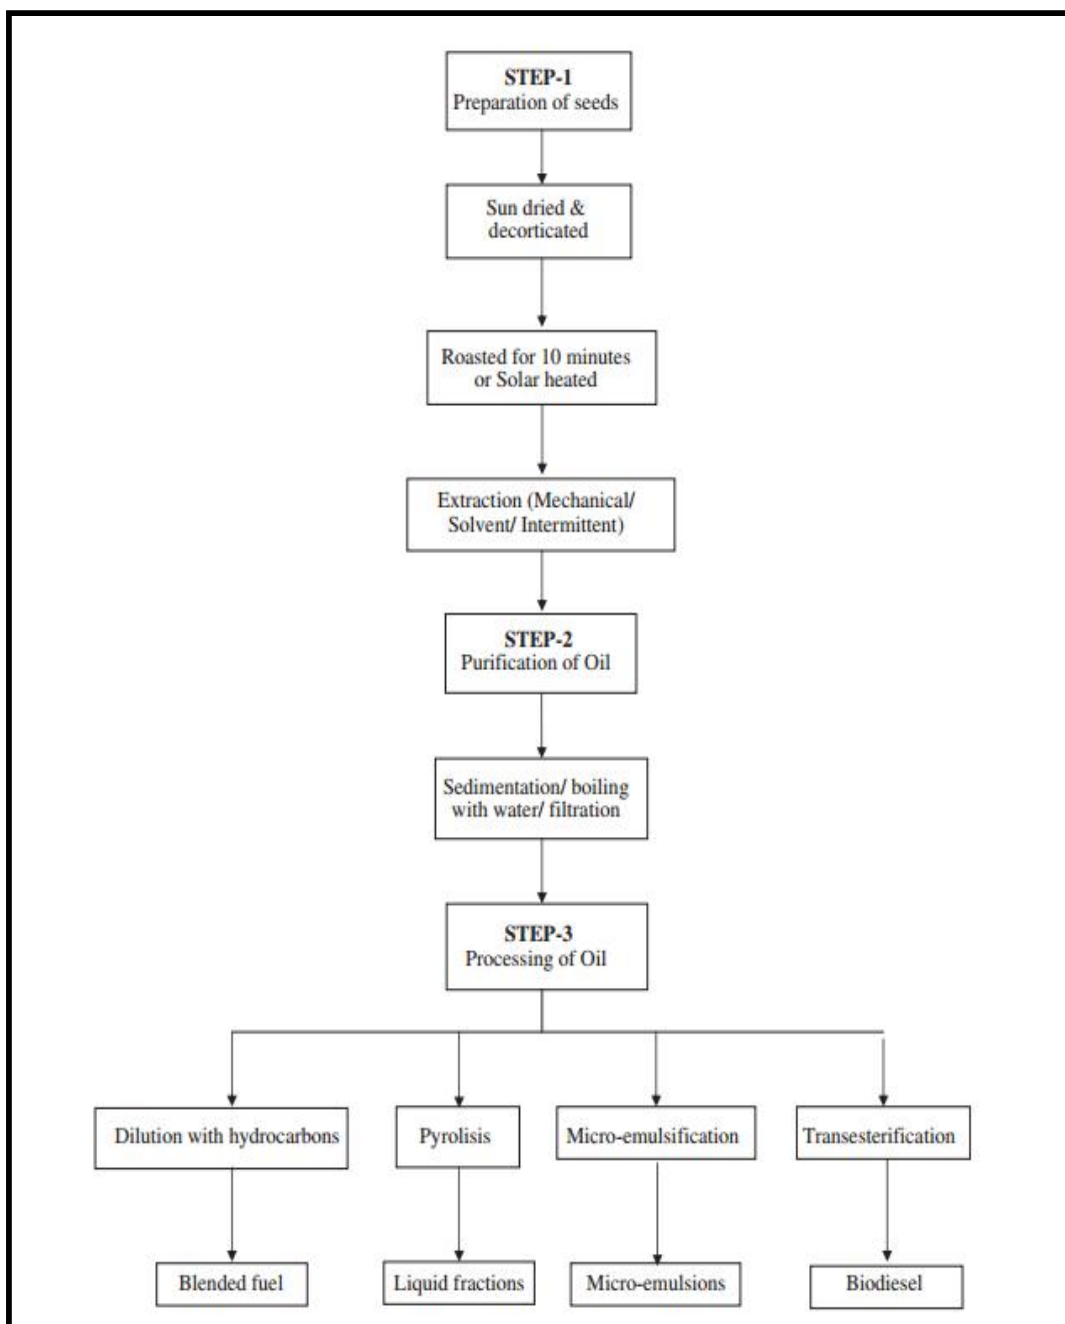 STEP-1
Preparation of seeds
Sun dried &
decorticated
Roasted for 10 minutes
or Solar heated
Extraction (Mechanical/
Solvent/ Intermittent)
STEP-2
Purification of Oil
Sedimentation/ boiling
with water/ filtration
STEP-3
Processing of Oil
Dilution with hydrocarbons
Pyrolisis
Micro-emulsification
Transesterification
Blended fuel
Liquid fractions
Micro-emulsions
Biodiesel